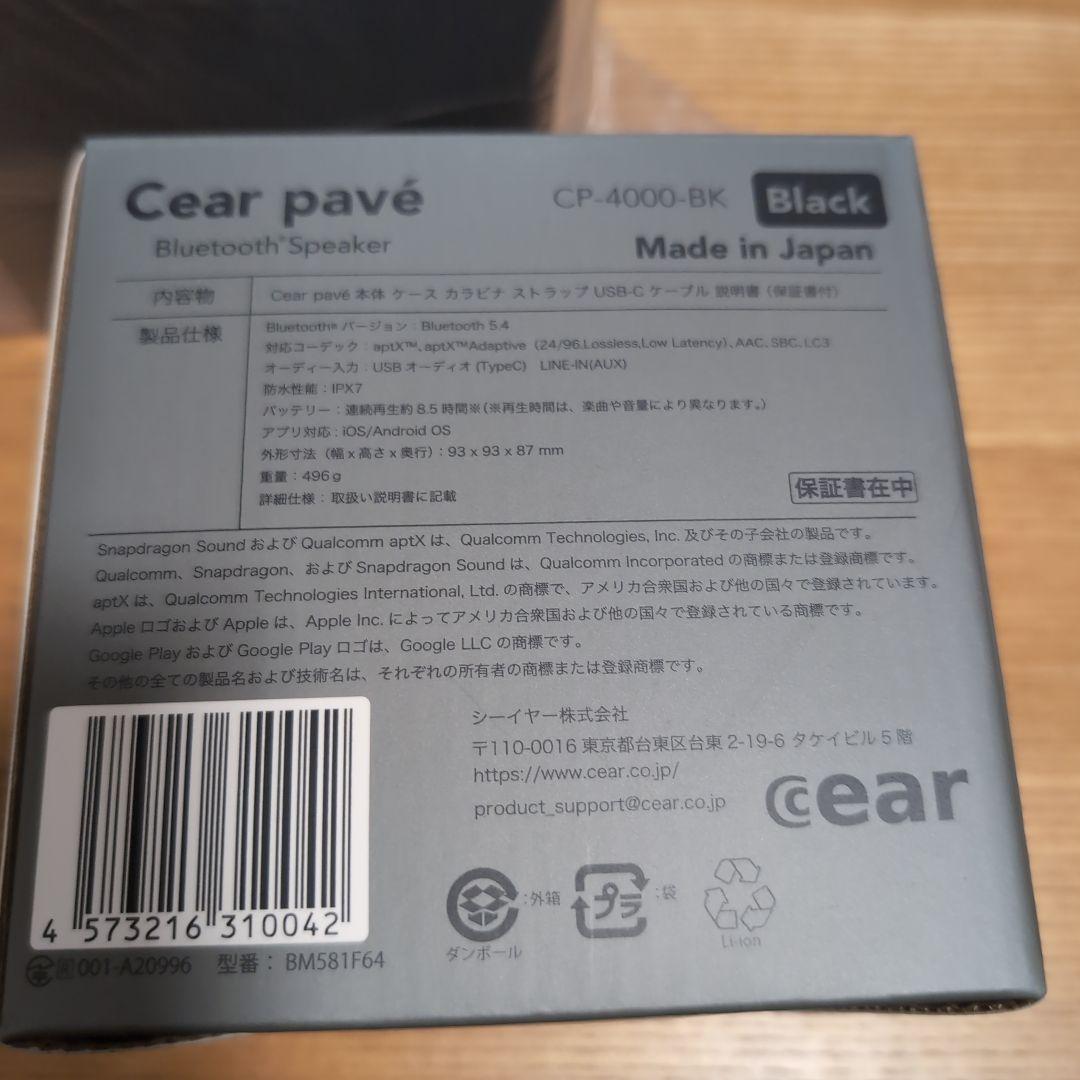 Cear pavé
CP-4000-BK Black
Bluetooth® Speaker
Made in Japan
内容物 Cear pavé 本体 ケース カラビナ ストラップ USB-C ケーブル 説明書（保証書付）
製品仕様
Bluetooth® バージョン：Bluetooth 5.4
対応コーデック：aptX™、aptX™Adaptive（24/96.Lossless,Low Latency）、AAC、SBC、LC3
オーディー入力：USB オーディオ (TypeC) LINE-IN(AUX)
防水性能：IPX7
バッテリー：連続再生約 8.5 時間※（※再生時間は、楽曲や音量により異なります。）
アプリ対応：iOS/Android OS
外形寸法（幅 x 高さ x 奥行）：93 x 93 x 87 mm
重量：496 g
詳細仕様：取扱い説明書に記載
保証書在中
Snapdragon Sound および Qualcomm aptX は、Qualcomm Technologies, Inc. 及びその子会社の製品です。
Qualcomm、Snapdragon、および Snapdragon Sound は、Qualcomm Incorporated の商標または登録商標です。
aptX は、Qualcomm Technologies International, Ltd. の商標で、アメリカ合衆国および他の国々で登録されています。
Apple ロゴおよび Apple は、Apple Inc. によってアメリカ合衆国および他の国々で登録されている商標です。
Google Play および Google Play ロゴは、Google LLC の商標です。
その他の全ての製品名および技術名は、それぞれの所有者の商標または登録商標です。
シーイヤー株式会社
〒110-0016 東京都台東区台東 2-19-6 タケイビル 5 階
https://www.cear.co.jp/
product_support@cear.co.jp
cear
4 573216 310042
ダンボール ：外箱
プラ ：袋
Li-ion
R 001-A20996 型番： BM581F64